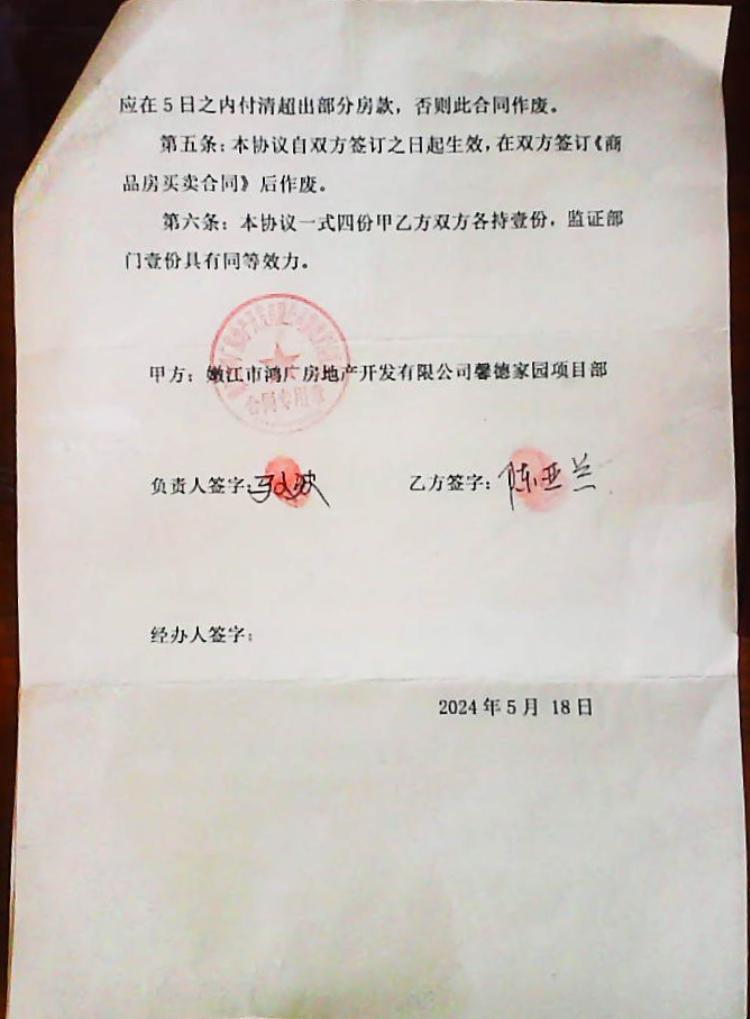 应在5日之内付清超出部分房款，否则此合同作废。
第五条：本协议自双方签订之日起生效，在双方签订《商
品房买卖合同》后作废。
第六条：本协议一式四份甲乙方双方各持壹份，监证部
门壹份具有同等效力。
甲方：嫩江市鸿广房地产开发有限公司馨德家园项目部
合同专用章
负责人签字：
乙方签字：陈亚兰
经办人签字：
2024年5月 18日